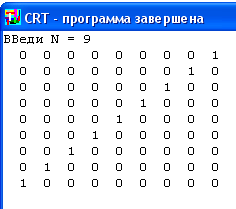 CRT - программа завершена
ВВеди N = 9
0 0 0 0 0 0 0 0 1
0 0 0 0 0 0 0 1 0
0 0 0 0 0 0 1 0 0
0 0 0 0 0 1 0 0 0
0 0 0 0 1 0 0 0 0
0 0 0 1 0 0 0 0 0
0 0 1 0 0 0 0 0 0
0 1 0 0 0 0 0 0 0
1 0 0 0 0 0 0 0 0